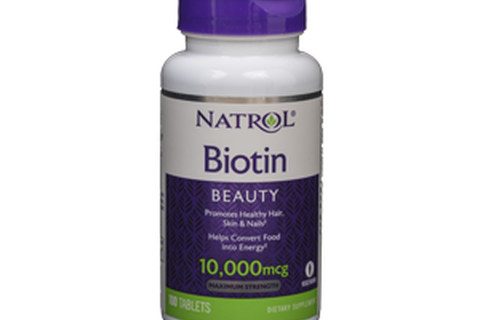 NATROL®
Biotin
BEAUTY
Promotes Healthy Hair,
Skin & Nails†
Helps Convert Food
into Energy†
10,000mcg
MAXIMUM STRENGTH
100 TABLETS
DIETARY SUPPLEMENT